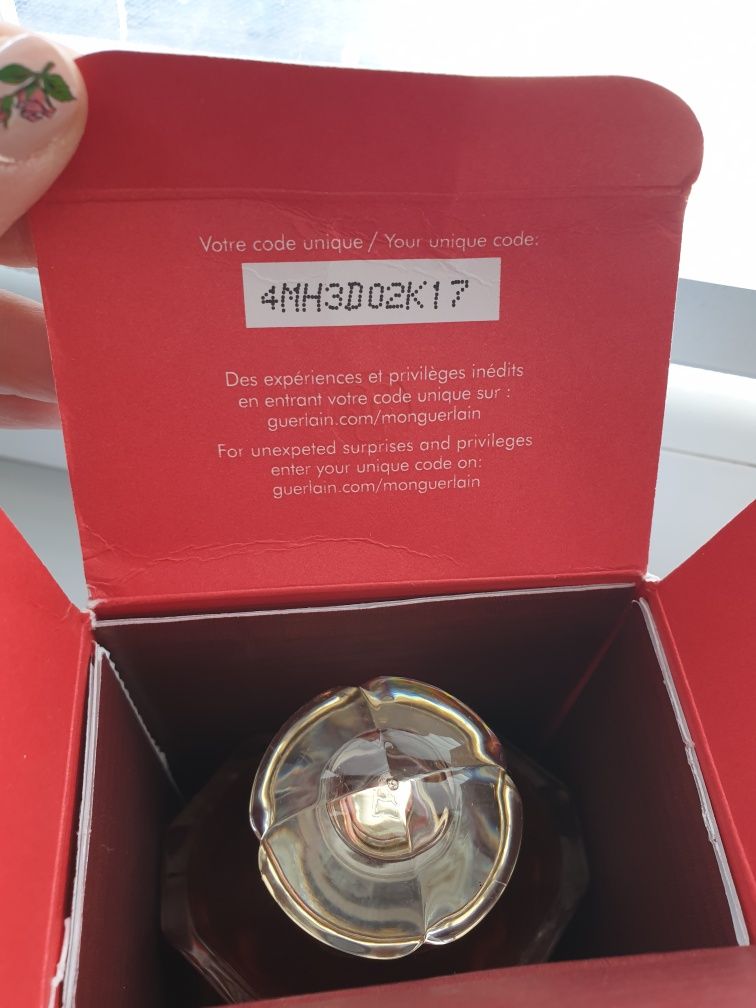 Votre code unique / Your unique code:
4MH3D02K17
Des expériences et privilèges inédits
en entrant votre code unique sur :
guerlain.com/monguerlain
For unexpeted surprises and privileges
enter your unique code on:
guerlain.com/monguerlain